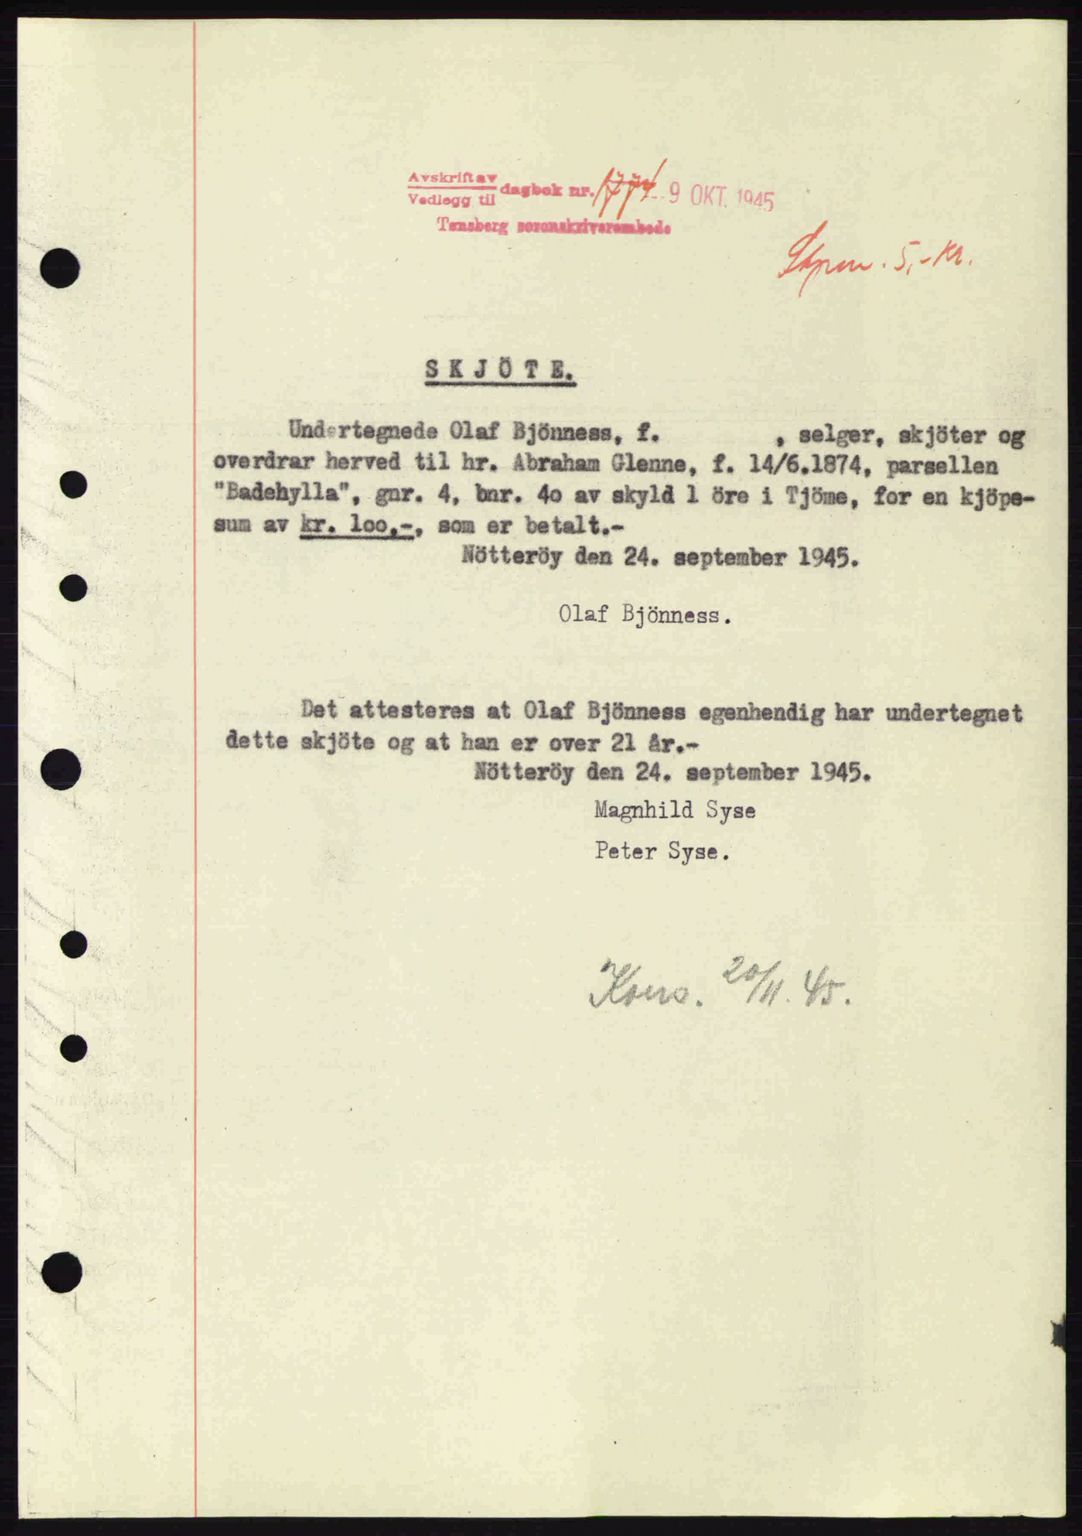 Avskrift av
Vedlegg til dagbok nr. 1774 - 9 OKT. 1945
Tønsberg sorenskriverembede
Stpm. 5,- kr.
SKJÖTE.
Undertegnede Olaf Bjönness, f. , selger, skjöter og
overdrar herved til hr. Abraham Glenne, f. 14/6.1874, parsellen
"Badehylla", gnr. 4, bnr. 4o av skyld 1 öre i Tjöme, for en kjöpe-
sum av kr. loo,-, som er betalt.-
Nötteröy den 24. september 1945.
Olaf Bjönness.
Det attesteres at Olaf Bjönness egenhendig har undertegnet
dette skjöte og at han er over 21 år.-
Nötteröy den 24. september 1945.
Magnhild Syse
Peter Syse.
20/11. 45.